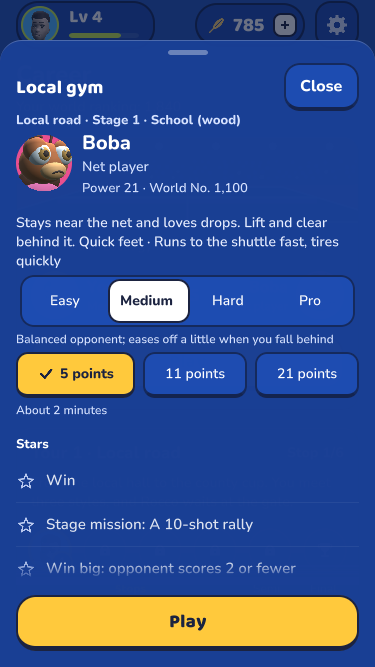 Lv 4
785
+
Local gym
Close
Local road · Stage 1 · School (wood)
Boba
Net player
Power 21 · World No. 1,100
Stays near the net and loves drops. Lift and clear
behind it. Quick feet · Runs to the shuttle fast, tires
quickly
Easy
Medium
Hard
Pro
Balanced opponent; eases off a little when you fall behind
5 points
11 points
21 points
About 2 minutes
Stars
Win
Stage mission: A 10-shot rally
Win big: opponent scores 2 or fewer
Play